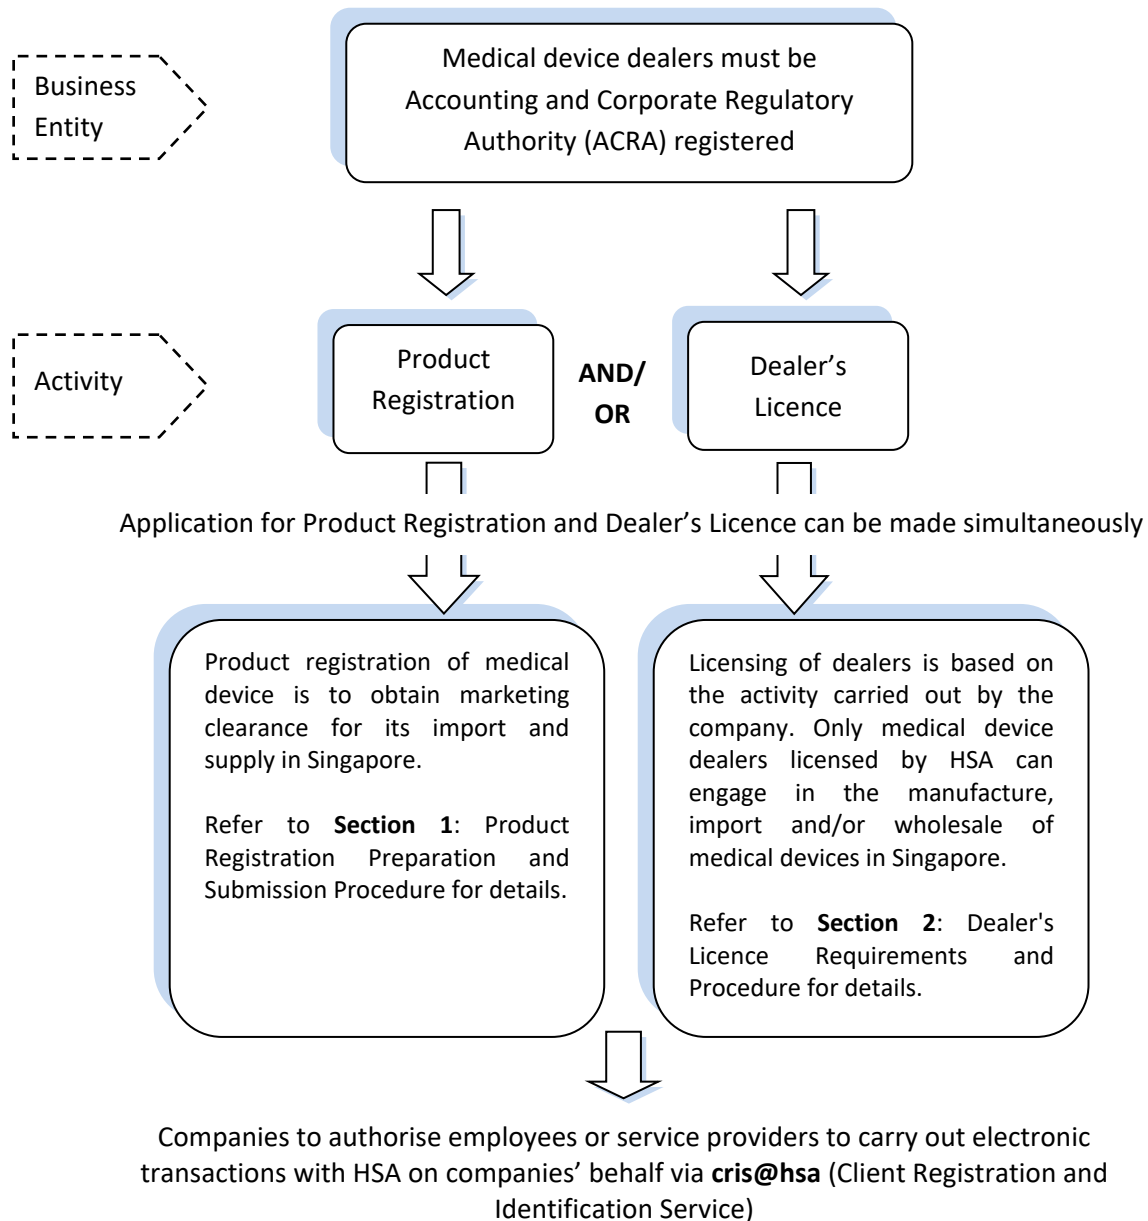 Business
Entity
Medical device dealers must be
Accounting and Corporate Regulatory
Authority (ACRA) registered
Activity
Product
Registration
AND/
OR
Dealer’s
Licence
Application for Product Registration and Dealer’s Licence can be made simultaneously
Product registration of medical
device is to obtain marketing
clearance for its import and
supply in Singapore.
Refer to Section 1: Product
Registration Preparation and
Submission Procedure for details.
Licensing of dealers is based on
the activity carried out by the
company. Only medical device
dealers licensed by HSA can
engage in the manufacture,
import and/or wholesale of
medical devices in Singapore.
Refer to Section 2: Dealer's
Licence Requirements and
Procedure for details.
Companies to authorise employees or service providers to carry out electronic
transactions with HSA on companies’ behalf via cris@hsa (Client Registration and
Identification Service)